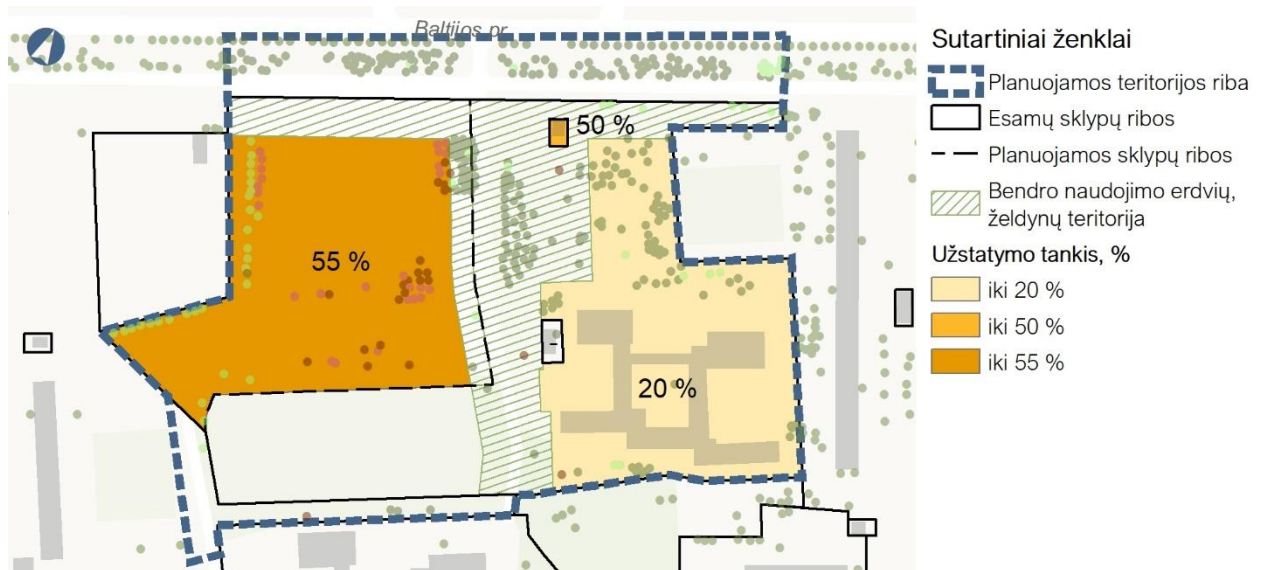 Baltijos pr.
50 %
55 %
20 %
Sutartiniai ženklai
Planuojamos teritorijos riba
Esamų sklypų ribos
Planuojamos sklypų ribos
Bendro naudojimo erdvių,
želdynų teritorija
Užstatymo tankis, %
iki 20 %
iki 50 %
iki 55 %